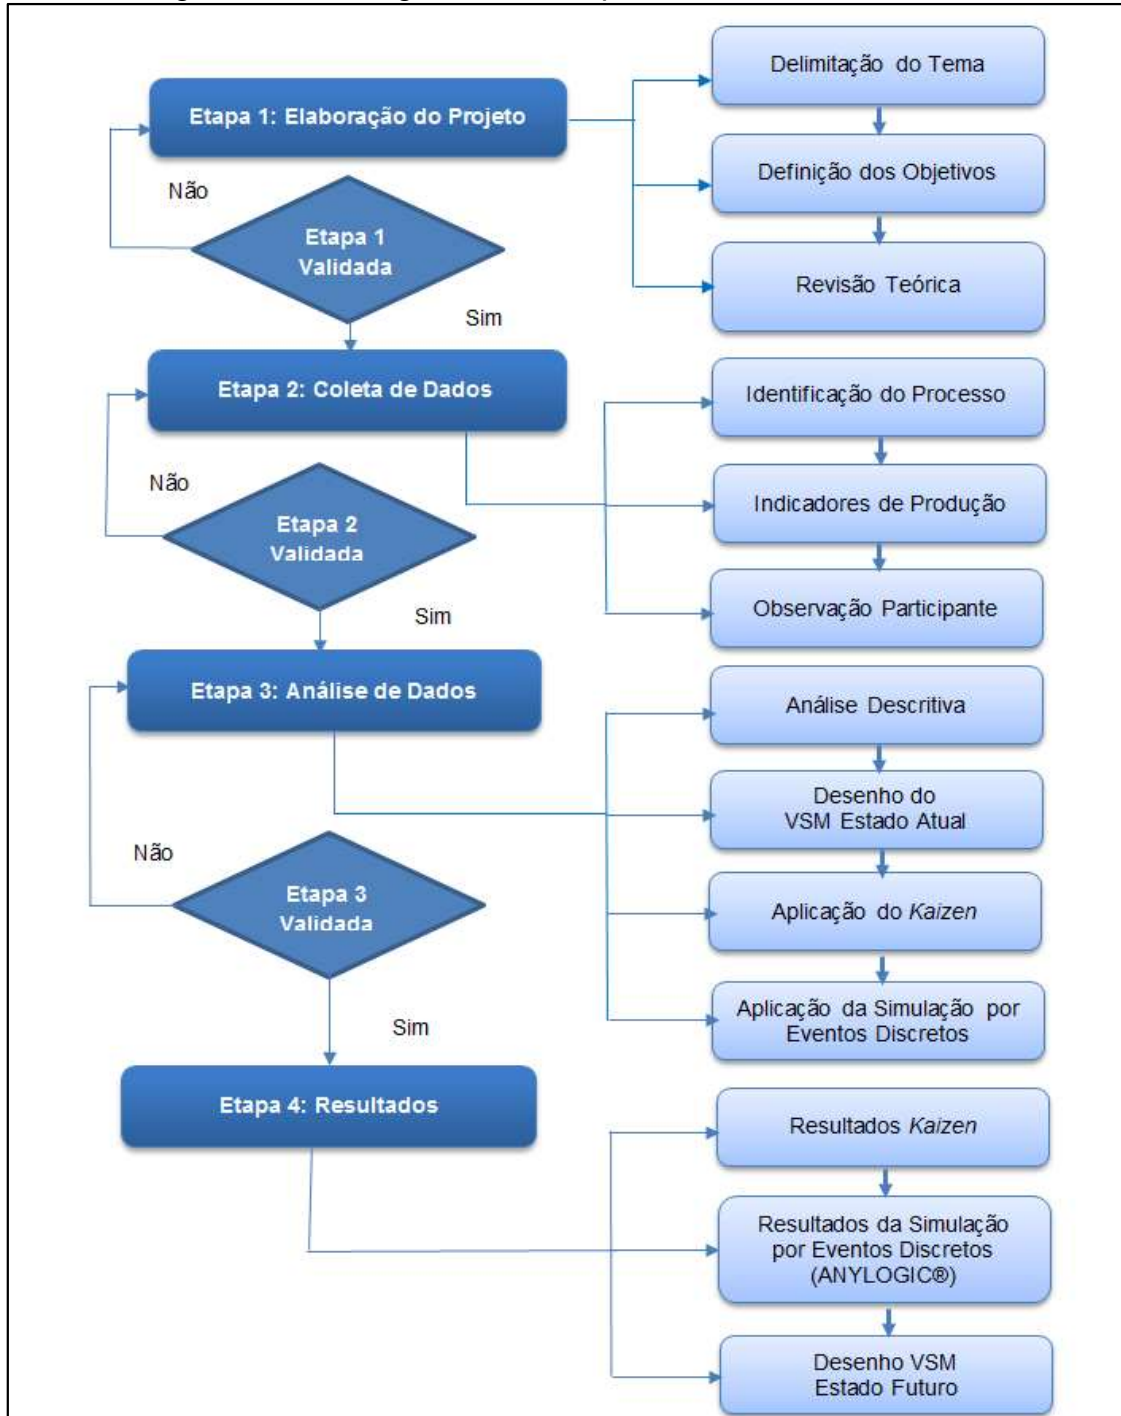 Delimitação do Tema
Etapa 1: Elaboração do Projeto
Definição dos Objetivos
Não
Etapa 1
Validada
Revisão Teórica
Sim
Etapa 2: Coleta de Dados
Identificação do Processo
Não
Indicadores de Produção
Etapa 2
Validada
Observação Participante
Sim
Etapa 3: Análise de Dados
Análise Descritiva
Desenho do
VSM Estado Atual
Não
Etapa 3
Validada
Aplicação do Kaizen
Aplicação da Simulação por
Eventos Discretos
Sim
Etapa 4: Resultados
Resultados Kaizen
Resultados da Simulação
por Eventos Discretos
(ANYLOGIC®)
Desenho VSM
Estado Futuro